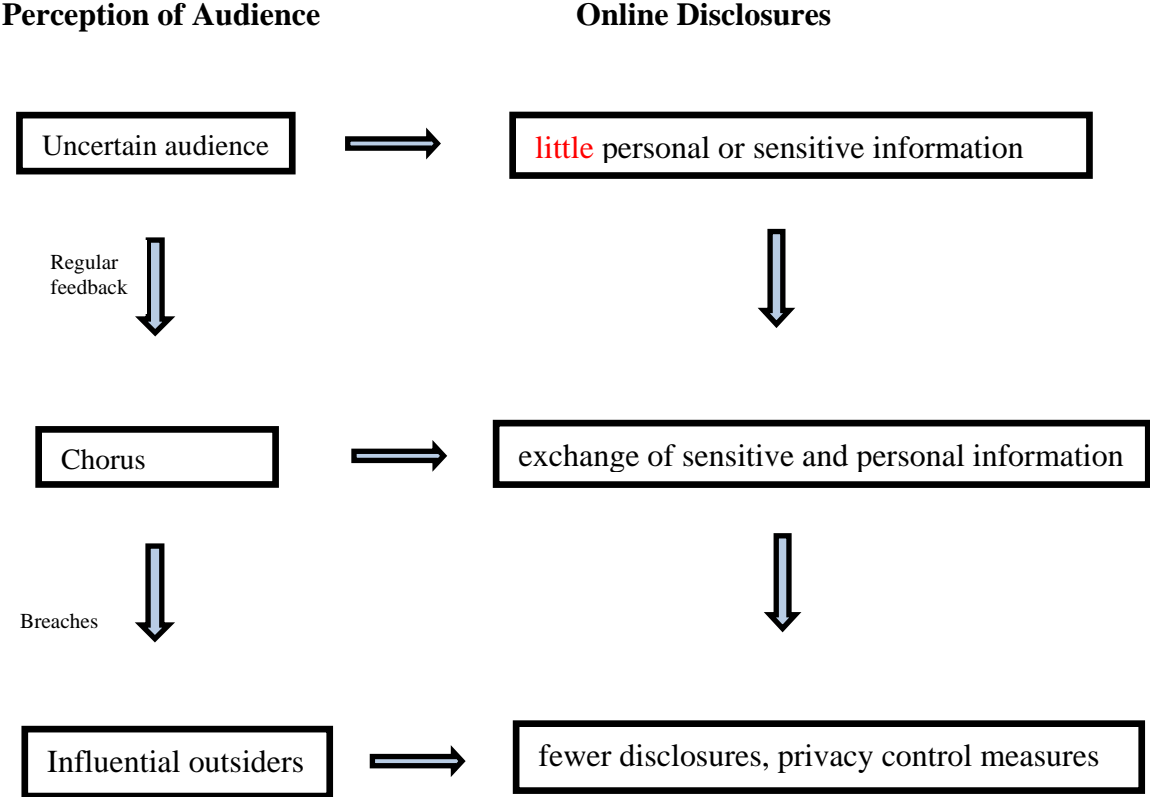 Perception of Audience
Online Disclosures
Uncertain audience
little personal or sensitive information
Regular
feedback
Chorus
exchange of sensitive and personal information
Breaches
Influential outsiders
fewer disclosures, privacy control measures